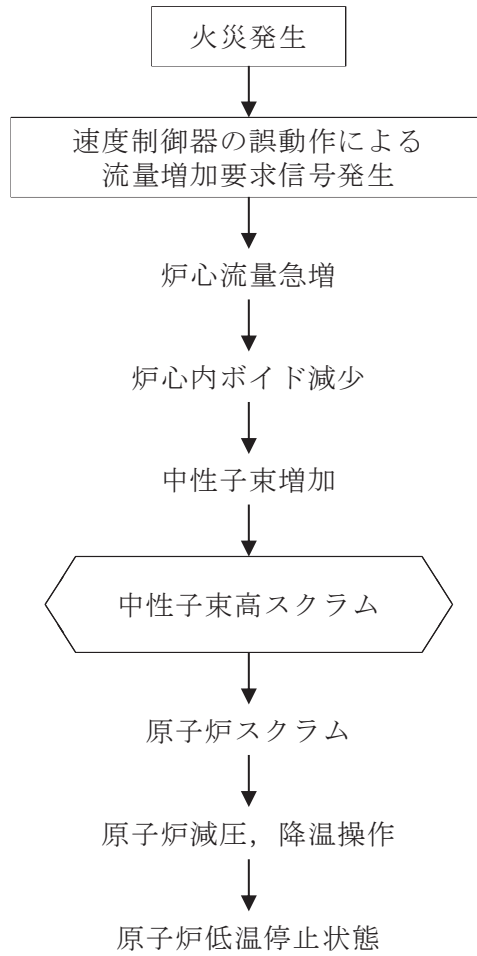 火災発生
速度制御器の誤動作による
流量増加要求信号発生
炉心流量急増
炉心内ボイド減少
中性子束増加
中性子束高スクラム
原子炉スクラム
原子炉減圧，降温操作
原子炉低温停止状態